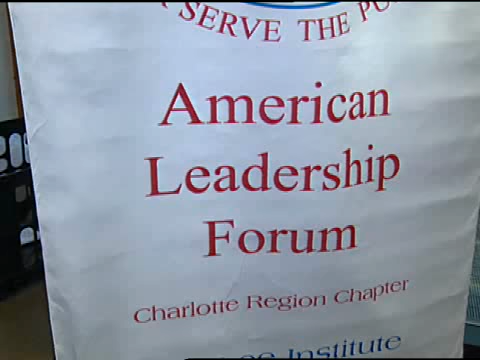 SERVE THE
American
Leadership
Forum
Charlotte Region Chapter
Institute